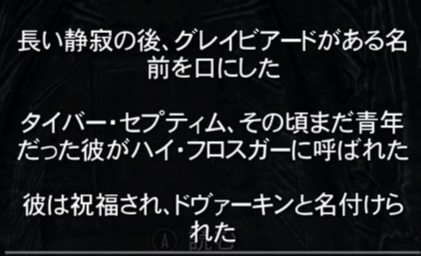 長い静寂の後、グレイビアードがある名
前を口にした
タイバー・セプティム、その頃まだ青年
だった彼がハイ・フロスガーに呼ばれた
彼は祝福され、ドヴァーキンと名付けら
れた